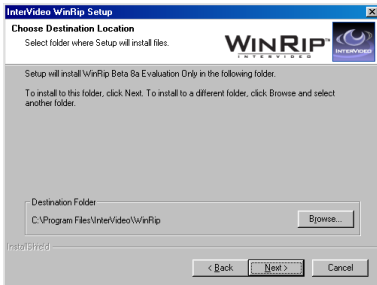 InterVideo WinRip Setup
Choose Destination Location
Select folder where Setup will install files.
WINRIP™
INTERVIDEO
INTERVIDEO
Setup will install WinRip Beta 8a Evaluation Only in the following folder.
To install to this folder, click Next. To install to a different folder, click Browse and select
another folder.
Destination Folder
C:\Program Files\InterVideo\WinRip
Browse...
InstallShield
< Back
Next >
Cancel